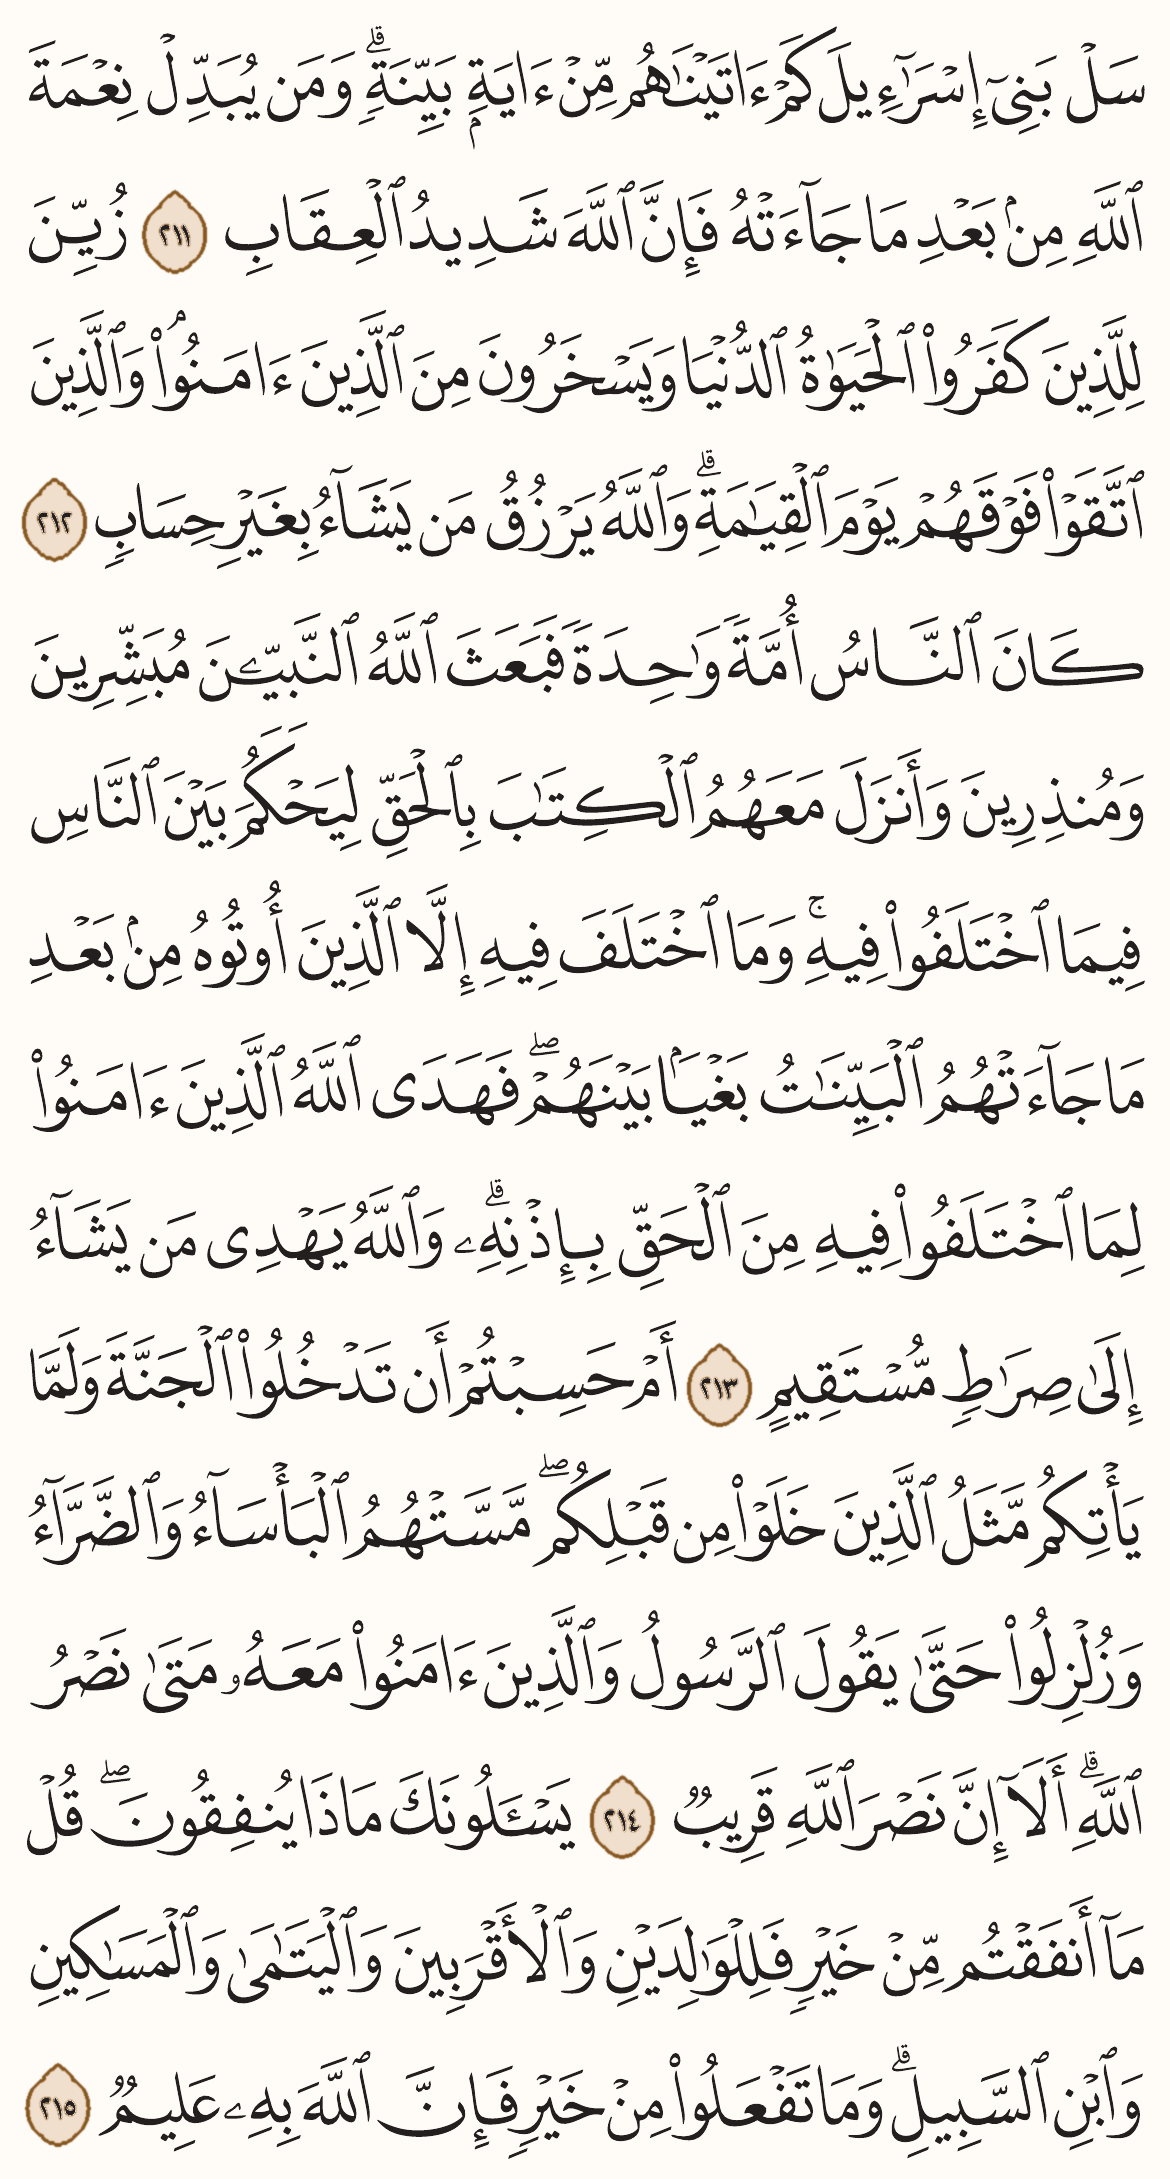 سَلْ بَنِىٓ إِسْرَٰٓءِيلَ كَمْ ءَاتَيْنَٰهُم مِّنْ ءَايَةٍۭ بَيِّنَةٍۗ وَمَن يُبَدِّلْ نِعْمَةَ
ٱللَّهِ مِنۢ بَعْدِ مَا جَآءَتْهُ فَإِنَّ ٱللَّهَ شَدِيدُ ٱلْعِقَابِ ٢١١ زُيِّنَ
لِلَّذِينَ كَفَرُوا۟ ٱلْحَيَوٰةُ ٱلدُّنْيَا وَيَسْخَرُونَ مِنَ ٱلَّذِينَ ءَامَنُوا۟ۘ وَٱلَّذِينَ
ٱتَّقَوْا۟ فَوْقَهُمْ يَوْمَ ٱلْقِيَٰمَةِۗ وَٱللَّهُ يَرْزُقُ مَن يَشَآءُ بِغَيْرِ حِسَابٍ ٢١٢
كَانَ ٱلنَّاسُ أُمَّةً وَٰحِدَةً فَبَعَثَ ٱللَّهُ ٱلنَّبِيِّـۧنَ مُبَشِّرِينَ
وَمُنذِرِينَ وَأَنزَلَ مَعَهُمُ ٱلْكِتَٰبَ بِٱلْحَقِّ لِيَحْكُمَ بَيْنَ ٱلنَّاسِ
فِيمَا ٱخْتَلَفُوا۟ فِيهِۚ وَمَا ٱخْتَلَفَ فِيهِ إِلَّا ٱلَّذِينَ أُوتُوهُ مِنۢ بَعْدِ
مَا جَآءَتْهُمُ ٱلْبَيِّنَٰتُ بَغْيًۢا بَيْنَهُمْۖ فَهَدَى ٱللَّهُ ٱلَّذِينَ ءَامَنُوا۟
لِمَا ٱخْتَلَفُوا۟ فِيهِ مِنَ ٱلْحَقِّ بِإِذْنِهِۦۗ وَٱللَّهُ يَهْدِى مَن يَشَآءُ
إِلَىٰ صِرَٰطٍ مُّسْتَقِيمٍ ٢١٣ أَمْ حَسِبْتُمْ أَن تَدْخُلُوا۟ ٱلْجَنَّةَ وَلَمَّا
يَأْتِكُم مَّثَلُ ٱلَّذِينَ خَلَوْا۟ مِن قَبْلِكُمۖ مَّسَّتْهُمُ ٱلْبَأْسَآءُ وَٱلضَّرَّآءُ
وَزُلْزِلُوا۟ حَتَّىٰ يَقُولَ ٱلرَّسُولُ وَٱلَّذِينَ ءَامَنُوا۟ مَعَهُۥ مَتَىٰ نَصْرُ
ٱللَّهِۗ أَلَآ إِنَّ نَصْرَ ٱللَّهِ قَرِيبٌ ٢١٤ يَسْـَٔلُونَكَ مَاذَا يُنفِقُونَۖ قُلْ
مَآ أَنفَقْتُم مِّنْ خَيْرٍ فَلِلْوَٰلِدَيْنِ وَٱلْأَقْرَبِينَ وَٱلْيَتَٰمَىٰ وَٱلْمَسَٰكِينِ
وَٱبْنِ ٱلسَّبِيلِۗ وَمَا تَفْعَلُوا۟ مِنْ خَيْرٍ فَإِنَّ ٱللَّهَ بِهِۦ عَلِيمٌ ٢١٥